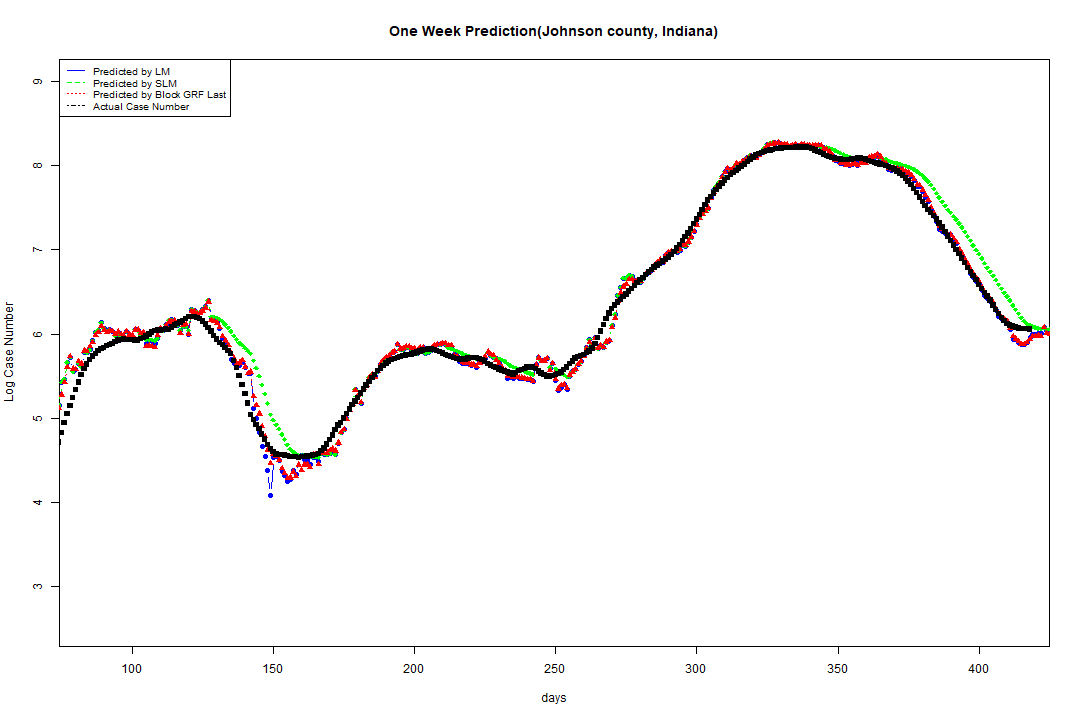 One Week Prediction(Johnson county, Indiana)
Predicted by LM
Predicted by SLM
Predicted by Block GRF Last
Actual Case Number
Log Case Number
9
8
7
6
5
4
3
100 150 200 250 300 350 400
days